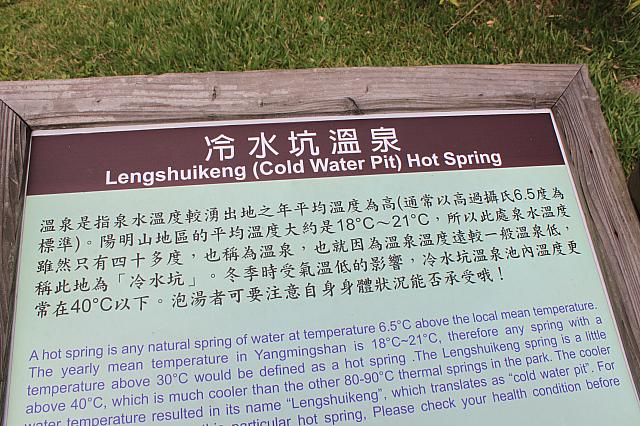 冷水坑溫泉
Lengshuikeng (Cold Water Pit) Hot Spring
溫泉是指泉水溫度較湧出地之年平均溫度為高(通常以高過攝氏6.5度為
標準)。陽明山地區的平均溫度大約是18°C～21°C，所以此處泉水溫度
雖然只有四十多度，也稱為溫泉，也就因為溫泉溫度遠較一般溫泉低，
稱此地為「冷水坑」。冬季時受氣溫低的影響，冷水坑溫泉池內溫度更
常在40°C以下。泡湯者可要注意自身身體狀況能否承受哦！
A hot spring is any natural spring of water at temperature 6.5°C above the local mean temperature.
The yearly mean temperature in Yangmingshan is 18°C~21°C, therefore any spring with a
temperature above 30°C would be defined as a hot spring .The Lengshuikeng spring is a little
above 40°C, which is much cooler than the other 80-90°C thermal springs in the park. The cooler
water temperature resulted in its name "Lengshuikeng", which translates as "cold water pit". For
this particular hot spring, Please check your health condition before